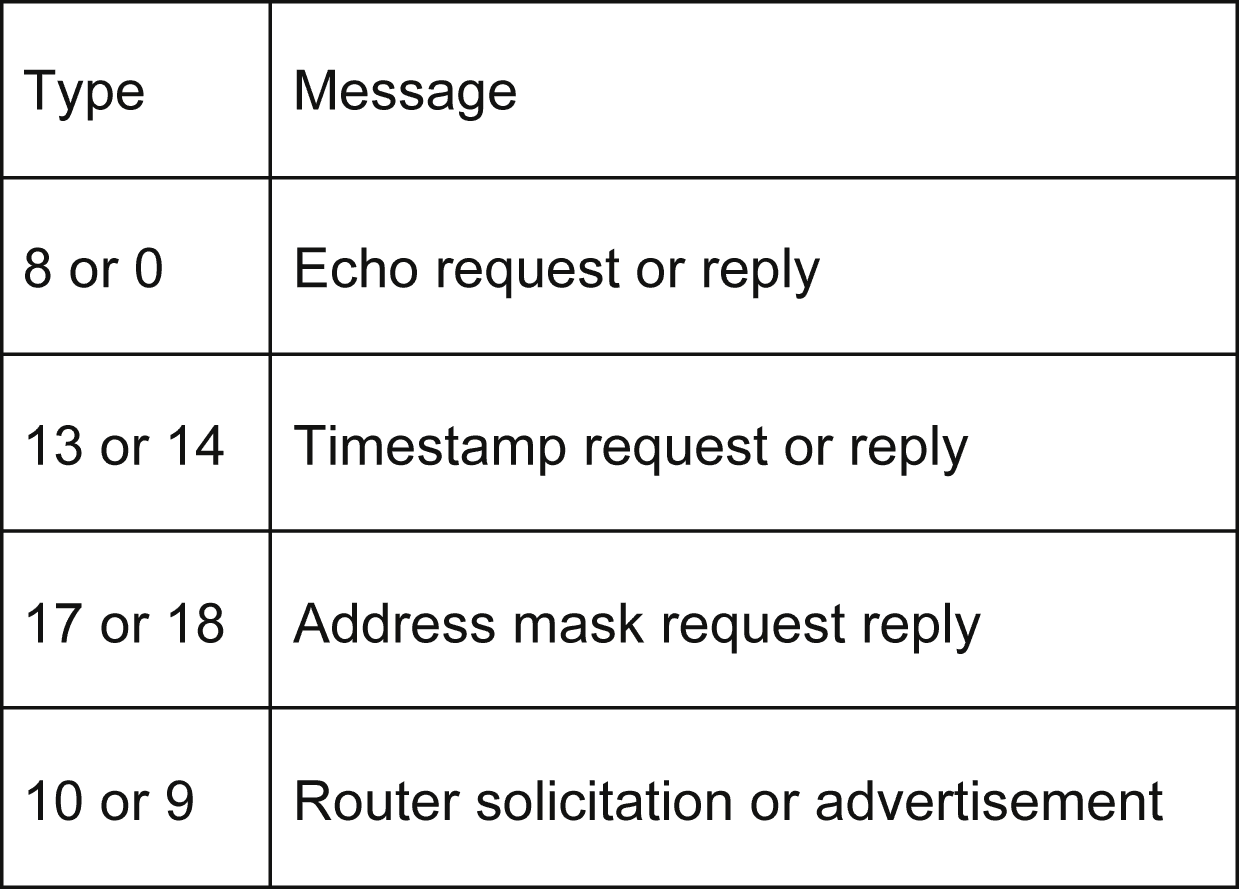 Type Message
8 or 0 Echo request or reply
13 or 14 Timestamp request or reply
17 or 18 Address mask request reply
10 or 9 Router solicitation or advertisement